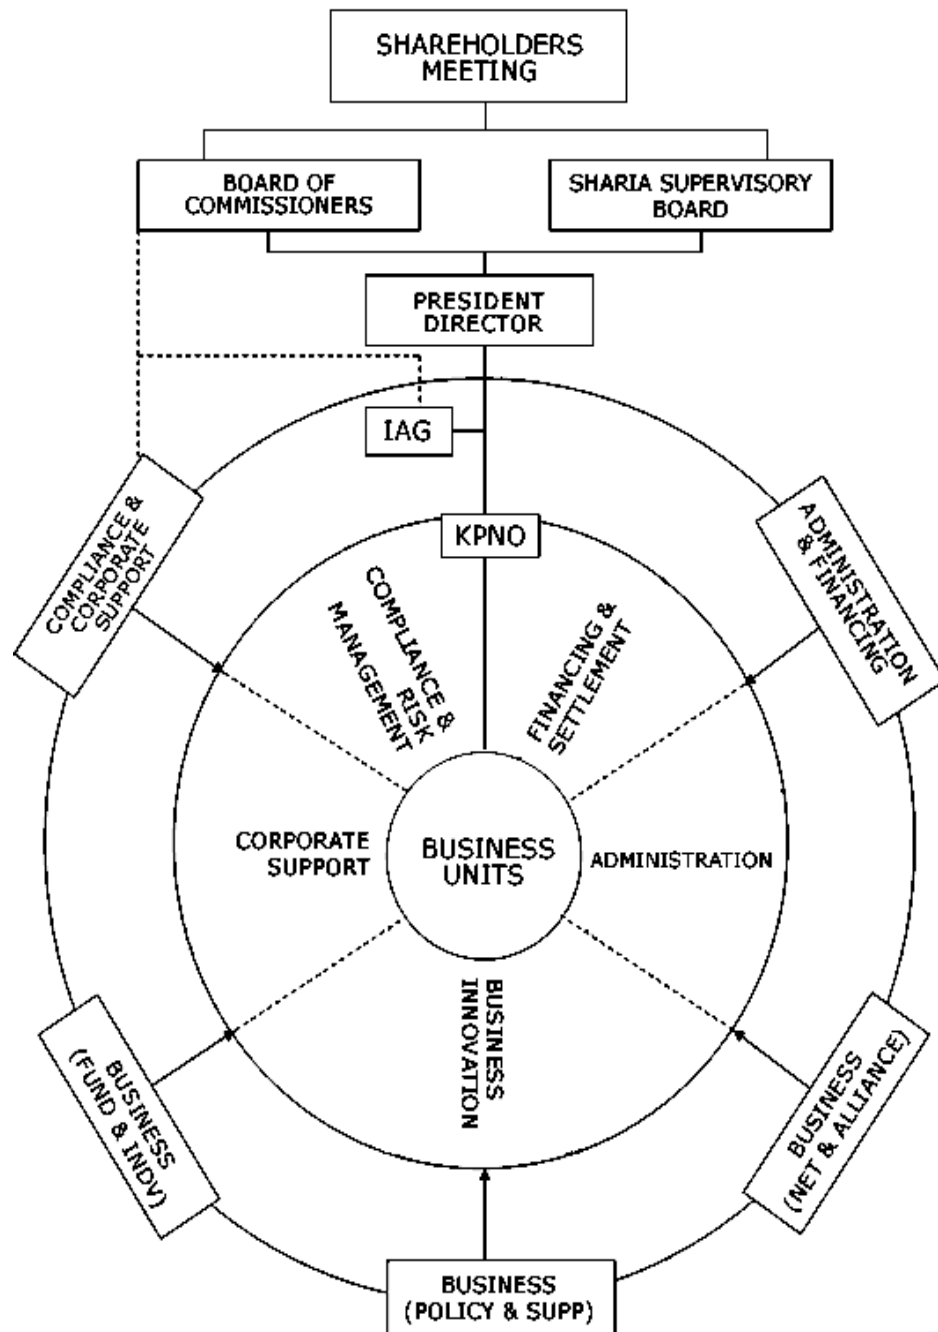 SHAREHOLDERS
MEETING
BOARD OF
COMMISSIONERS
SHARIA SUPERVISORY
BOARD
PRESIDENT
DIRECTOR
IAG
KPNO
COMPLIANCE &
CORPORATE
SUPPORT
ADMINISTRATION
& FINANCING
COMPLIANCE &
RISK
MANAGEMENT
FINANCING &
SETTLEMENT
CORPORATE
SUPPORT
BUSINESS
UNITS
ADMINISTRATION
BUSINESS
INNOVATION
BUSINESS
(FUND & INDV)
BUSINESS
(NET & ALLIANCE)
BUSINESS
(POLICY & SUPP)